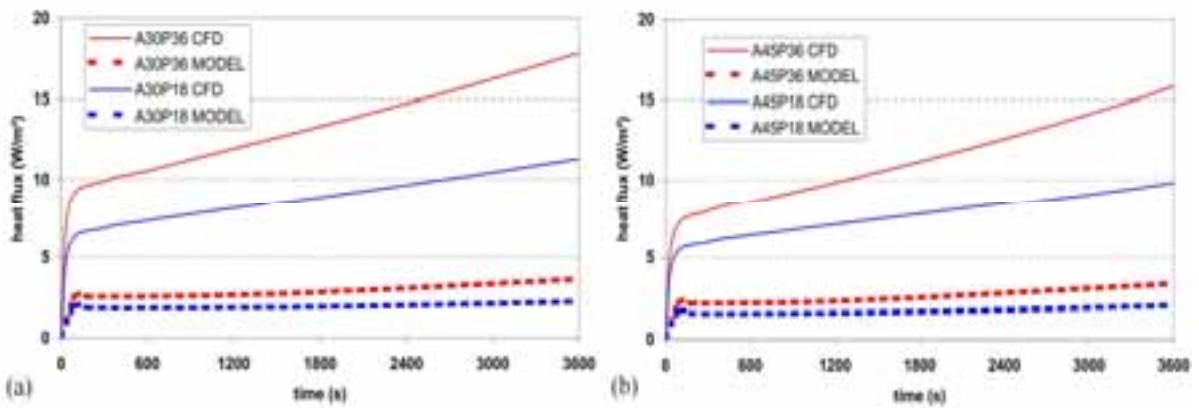 20
15
10
5
0
heat flux (W/m²)
A30P36 CFD
A30P36 MODEL
A30P18 CFD
A30P18 MODEL
0 600 1200 1800 2400 3000 3600
time (s)
(a)
20
15
10
5
0
heat flux (W/m²)
A45P36 CFD
A45P36 MODEL
A45P18 CFD
A45P18 MODEL
0 600 1200 1800 2400 3000 3600
time (s)
(b)